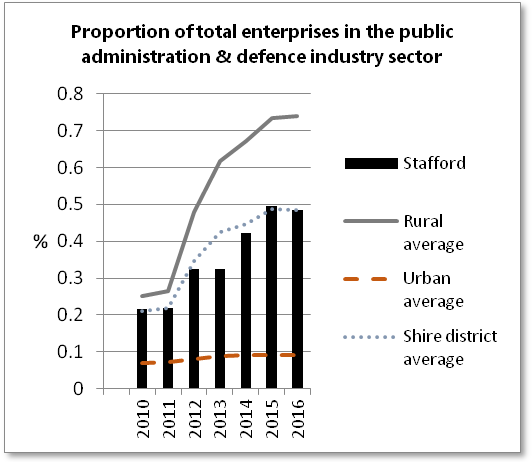 Proportion of total enterprises in the public
administration & defence industry sector
0.8
0.7
0.6
0.5
0.4
0.3
0.2
0.1
0
%
2010
2011
2012
2013
2014
2015
2016
Stafford
Rural
average
Urban
average
Shire district
average